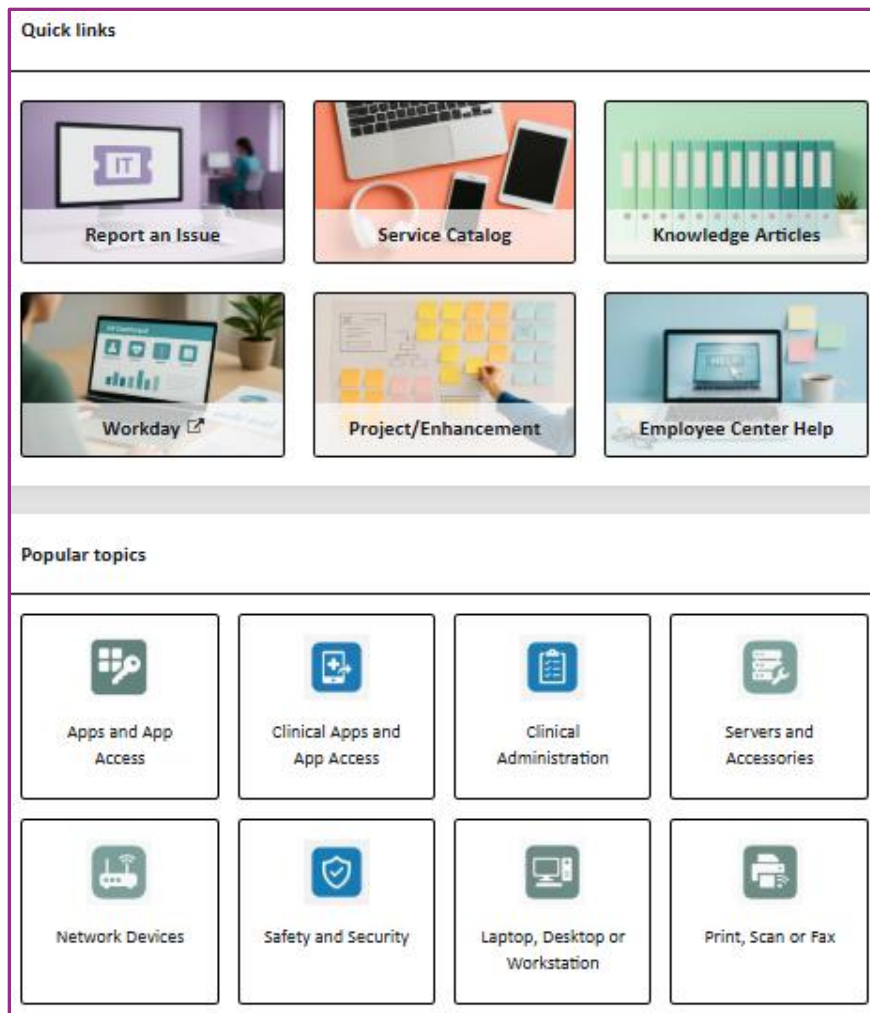 Quick links
IT
Report an Issue
Service Catalog
Knowledge Articles
HELP
Workday
Project/Enhancement
Employee Center Help
Popular topics
Apps and App
Access
Clinical Apps and
App Access
Clinical
Administration
Servers and
Accessories
Network Devices
Safety and Security
Laptop, Desktop or
Workstation
Print, Scan or Fax